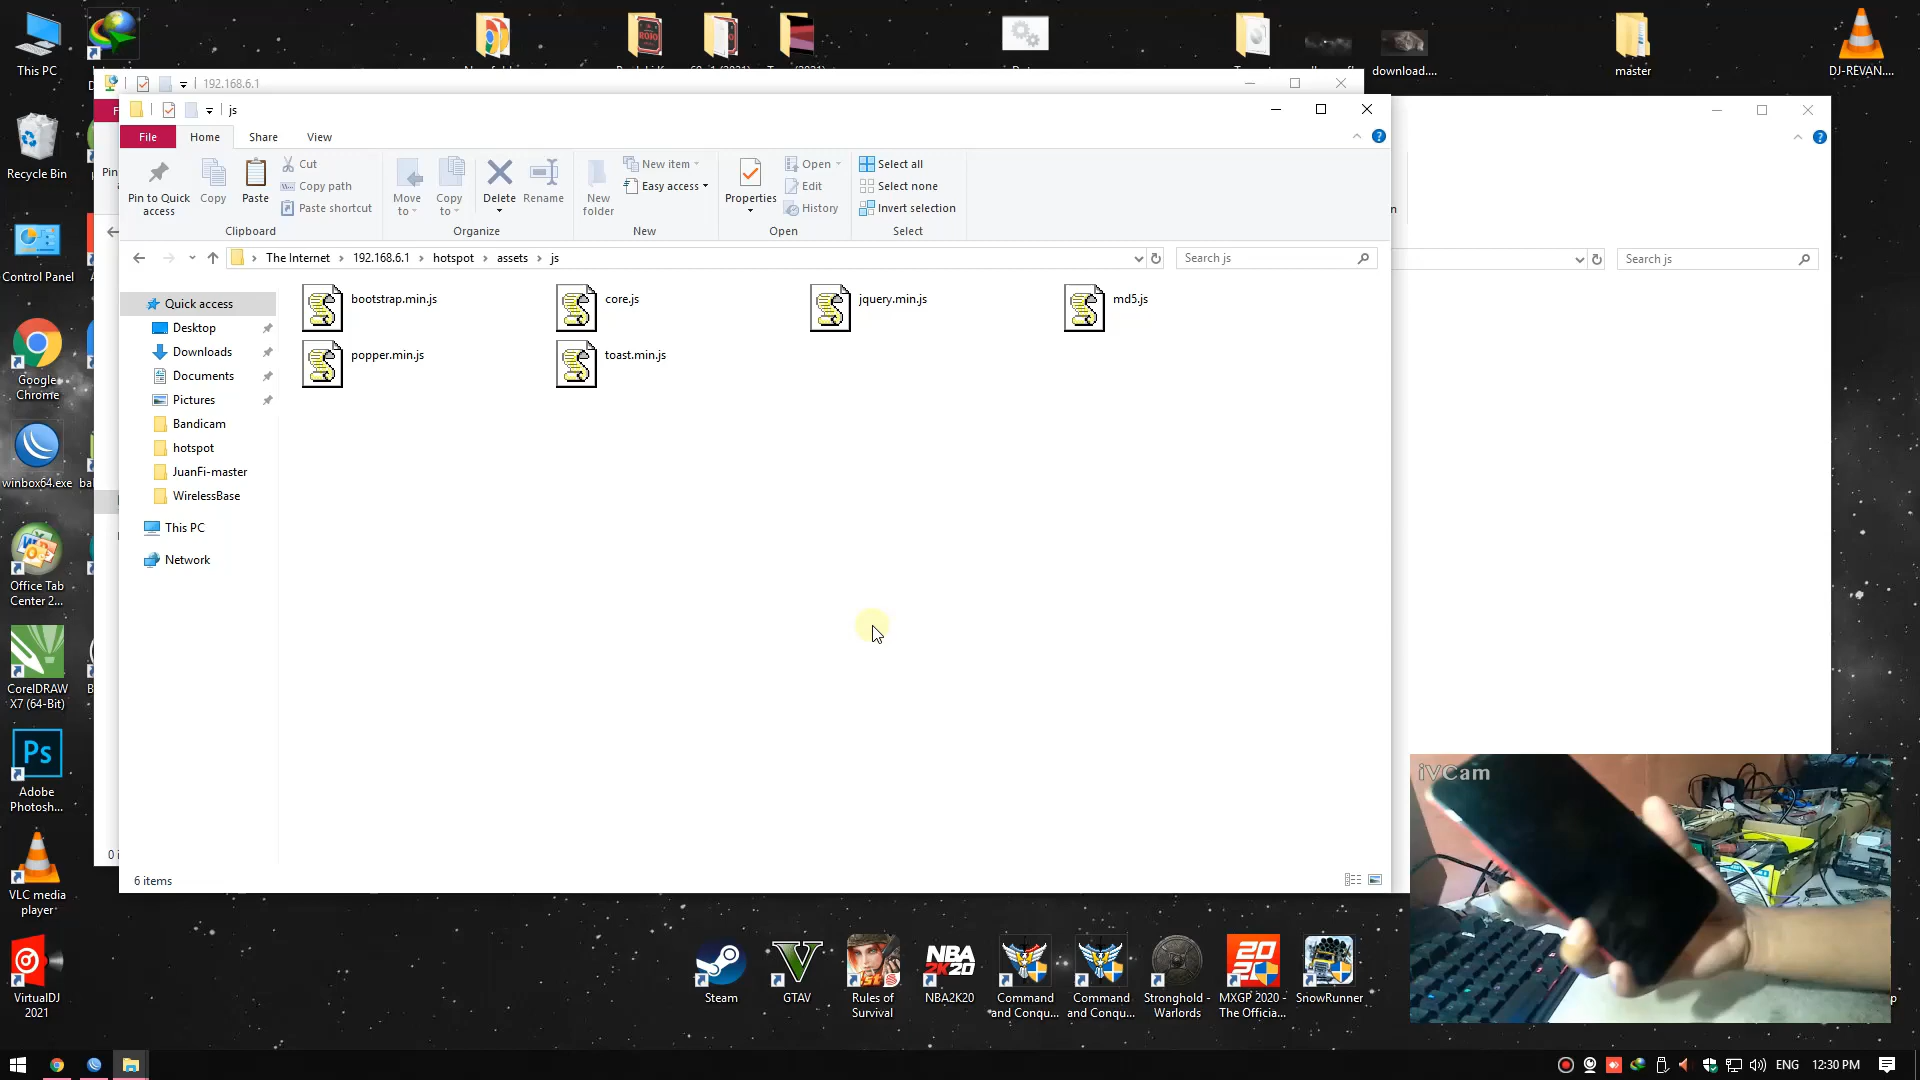 This PC
download....
master
DJ-REVAN....
192.168.6.1
js
File
Home
Share
View
Pin to Quick access
Copy
Paste
Cut
Copy path
Paste shortcut
Move to
Copy to
Delete
Rename
New folder
New item
Easy access
Properties
Open
Edit
History
Select all
Select none
Invert selection
Clipboard
Organize
New
Open
Select
The Internet
192.168.6.1
hotspot
assets
js
Search js
Search js
Quick access
Desktop
Downloads
Documents
Pictures
Bandicam
hotspot
JuanFi-master
WirelessBase
This PC
Network
bootstrap.min.js
core.js
jquery.min.js
md5.js
popper.min.js
toast.min.js
6 items
Recycle Bin
Control Panel
Google
Chrome
winbox64.exe
Office Tab
Center 2...
CorelDRAW
X7 (64-Bit)
Ps
Adobe
Photosh...
VLC media
player
VirtualDJ
2021
iVCam
Steam
GTAV
Rules of
Survival
NBA
2K20
NBA2K20
Command
and Conqu...
Command
and Conqu...
Stronghold -
Warlords
MXGP 2020 -
The Officia...
SnowRunner
ENG
12:30 PM